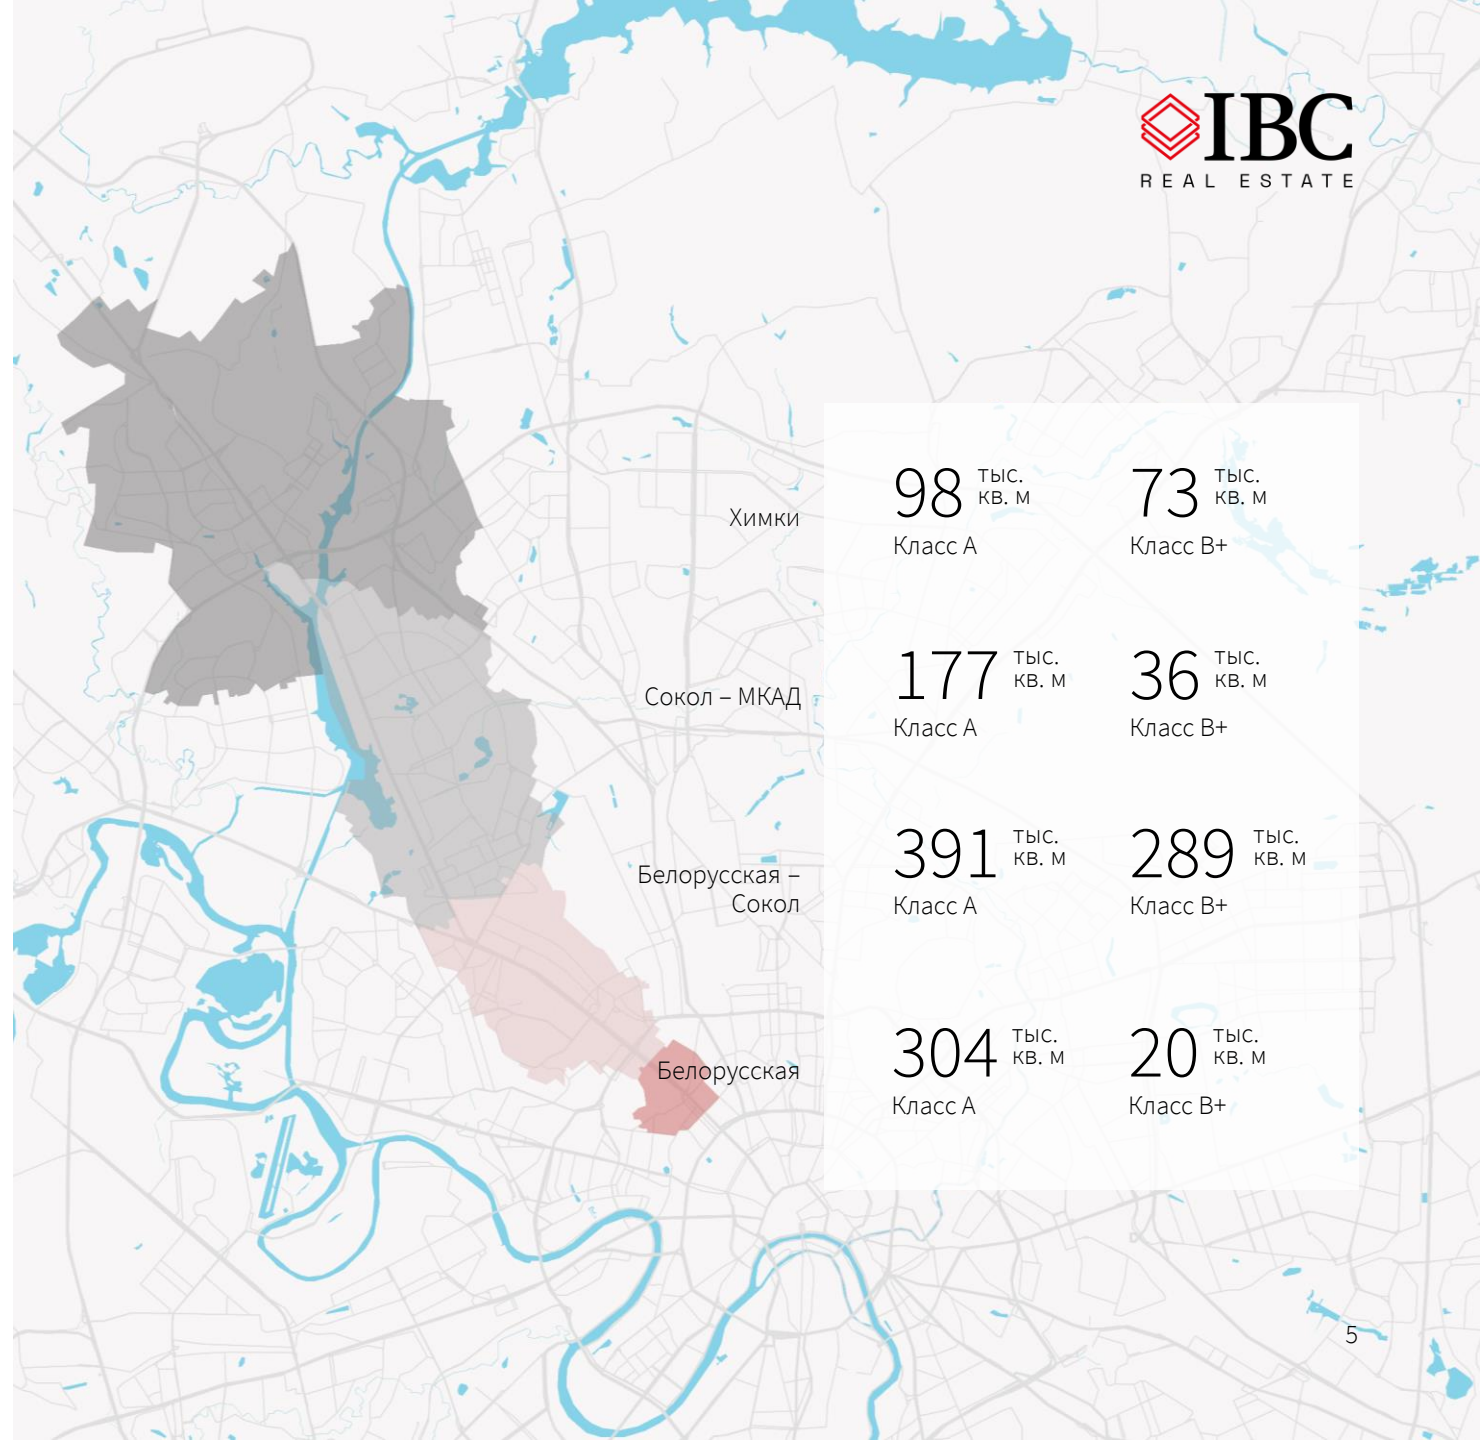 IBC
REAL ESTATE
Химки
98 тыс.
кв. м
Класс А
73 тыс.
кв. м
Класс В+
Сокол – МКАД
177 тыс.
кв. м
Класс А
36 тыс.
кв. м
Класс В+
Белорусская –
Сокол
391 тыс.
кв. м
Класс А
289 тыс.
кв. м
Класс В+
Белорусская
304 тыс.
кв. м
Класс А
20 тыс.
кв. м
Класс В+
5